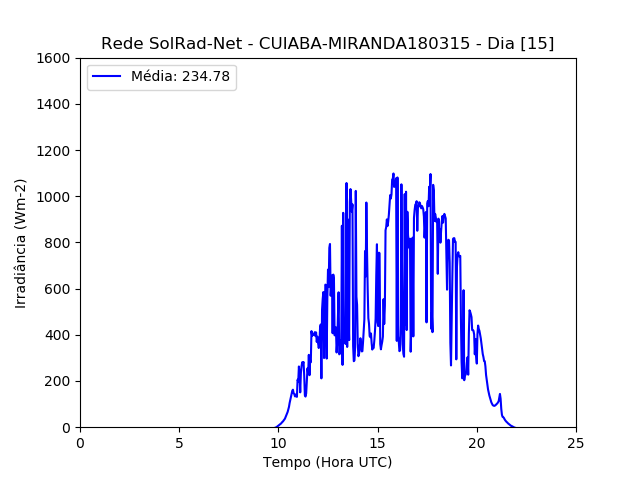 Rede SolRad-Net - CUIABA-MIRANDA180315 - Dia [15]
Média: 234.78
Irradiância (Wm-2)
1600
1400
1200
1000
800
600
400
200
0
0 5 10 15 20 25
Tempo (Hora UTC)